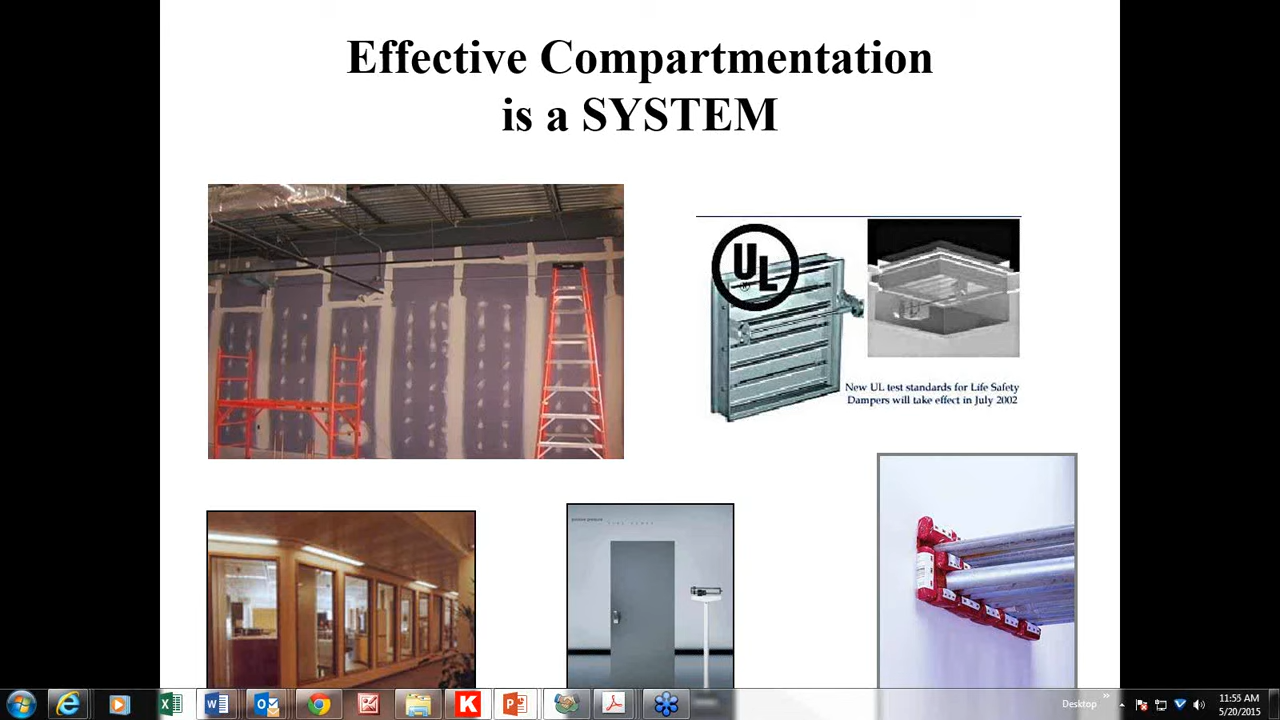 Effective Compartmentation
is a SYSTEM
UL
®
New UL test standards for Life Safety
Dampers will take effect in July 2002
Desktop
11:55 AM
5/20/2015